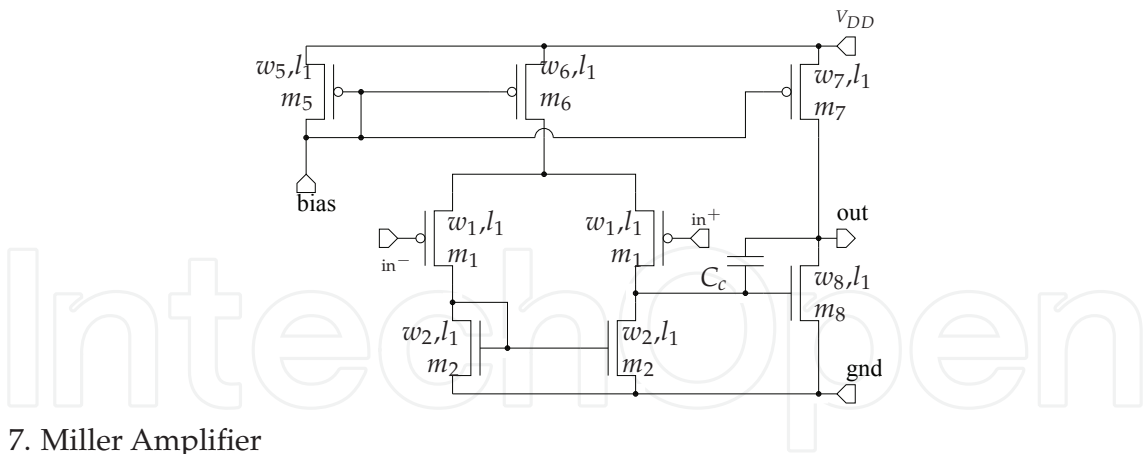 V_DD
w_5,l_1
m_5
w_6,l_1
m_6
w_7,l_1
m_7
bias
in^-
w_1,l_1
m_1
w_1,l_1
m_1
in^+
out
C_c
w_8,l_1
m_8
w_2,l_1
m_2
w_2,l_1
m_2
gnd
IntechOpen
7. Miller Amplifier